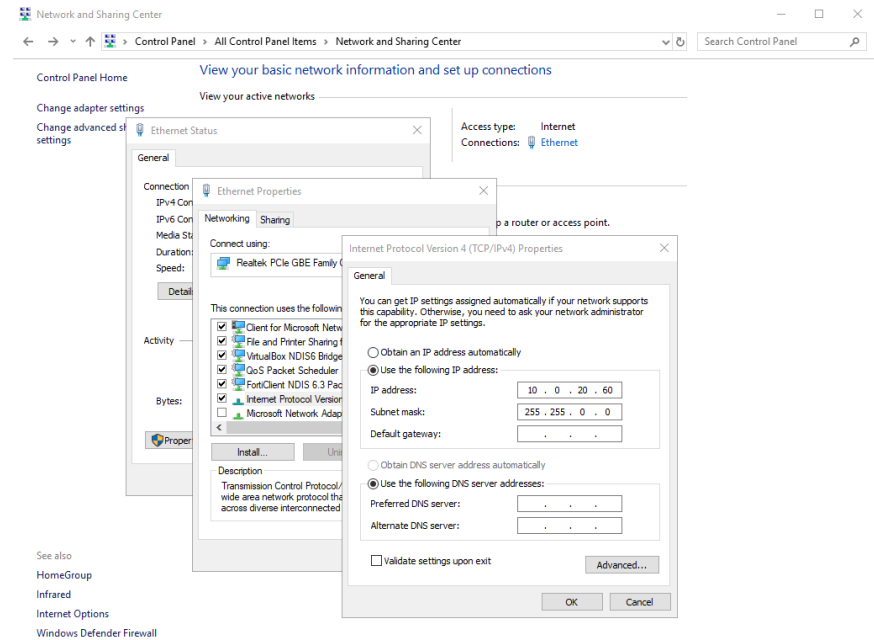 Network and Sharing Center
Control Panel > All Control Panel Items > Network and Sharing Center
Search Control Panel
Control Panel Home
Change adapter settings
Change advanced sh
settings
View your basic network information and set up connections
View your active networks
Access type: Internet
Connections: Ethernet
p a router or access point.
Ethernet Status
General
Connection
IPv4 Con
IPv6 Con
Media Sta
Duration:
Speed:
Detail
Activity
Bytes:
Proper
Ethernet Properties
Networking Sharing
Connect using:
Realtek PCIe GBE Family
This connection uses the followin
Client for Microsoft Netw
File and Printer Sharing f
VirtualBox NDIS6 Bridge
QoS Packet Scheduler
FortiClient NDIS 6.3 Pac
Internet Protocol Version
Microsoft Network Adap
Install... Uni
Description
Transmission Control Protocol/
wide area network protocol tha
across diverse interconnected
Internet Protocol Version 4 (TCP/IPv4) Properties
General
You can get IP settings assigned automatically if your network supports
this capability. Otherwise, you need to ask your network administrator
for the appropriate IP settings.
Obtain an IP address automatically
Use the following IP address:
IP address: 10 . 0 . 20 . 60
Subnet mask: 255 . 255 . 0 . 0
Default gateway: . . .
Obtain DNS server address automatically
Use the following DNS server addresses:
Preferred DNS server: . . .
Alternate DNS server: . . .
Validate settings upon exit
Advanced...
OK Cancel
See also
HomeGroup
Infrared
Internet Options
Windows Defender Firewall